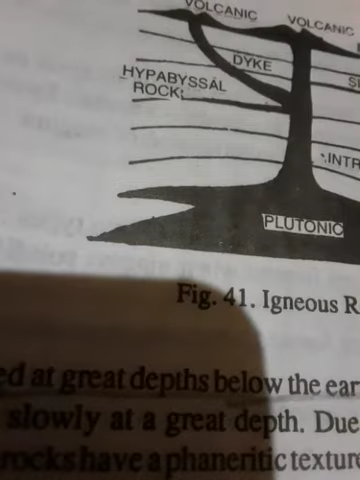 VOLCANIC
VOLCANIC
DYKE
HYPABYSSAL
ROCK
INTR
PLUTONIC
Fig. 41. Igneous R
ed at great depths below the ear
slowly at a great depth. Due
rocks have a phaneritic texture